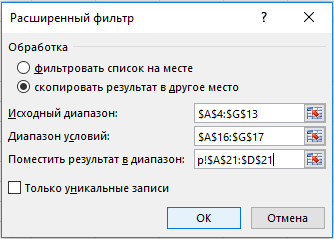 Расширенный фильтр
Обработка
фильтровать список на месте
скопировать результат в другое место
Исходный диапазон: $A$4:$G$13
Диапазон условий: $A$16:$G$17
Поместить результат в диапазон: р!$A$21:$D$21
Только уникальные записи
ОК Отмена